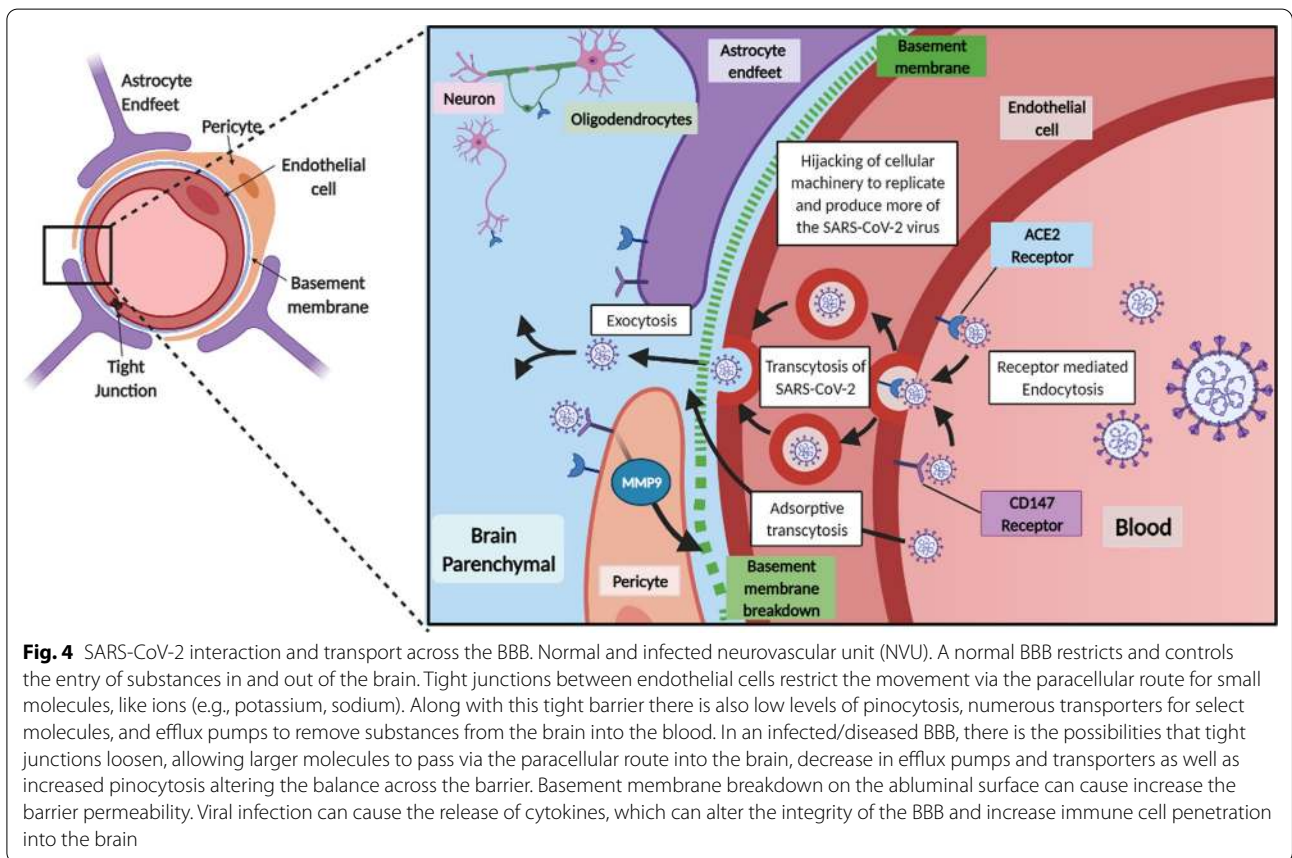 Astrocyte
Endfeet
Pericyte
Endothelial
cell
Basement
membrane
Tight
Junction
Neuron
Oligodendrocytes
Astrocyte
endfeet
Basement
membrane
Endothelial
cell
Hijacking of cellular
machinery to replicate
and produce more of
the SARS-CoV-2 virus
ACE2
Receptor
Exocytosis
Transcytosis of
SARS-CoV-2
Receptor mediated
Endocytosis
MMP9
Adsorptive
transcytosis
CD147
Receptor
Blood
Brain
Parenchymal
Pericyte
Basement
membrane
breakdown
Fig. 4 SARS-CoV-2 interaction and transport across the BBB. Normal and infected neurovascular unit (NVU). A normal BBB restricts and controls
the entry of substances in and out of the brain. Tight junctions between endothelial cells restrict the movement via the paracellular route for small
molecules, like ions (e.g., potassium, sodium). Along with this tight barrier there is also low levels of pinocytosis, numerous transporters for select
molecules, and efflux pumps to remove substances from the brain into the blood. In an infected/diseased BBB, there is the possibilities that tight
junctions loosen, allowing larger molecules to pass via the paracellular route into the brain, decrease in efflux pumps and transporters as well as
increased pinocytosis altering the balance across the barrier. Basement membrane breakdown on the abluminal surface can cause increase the
barrier permeability. Viral infection can cause the release of cytokines, which can alter the integrity of the BBB and increase immune cell penetration
into the brain